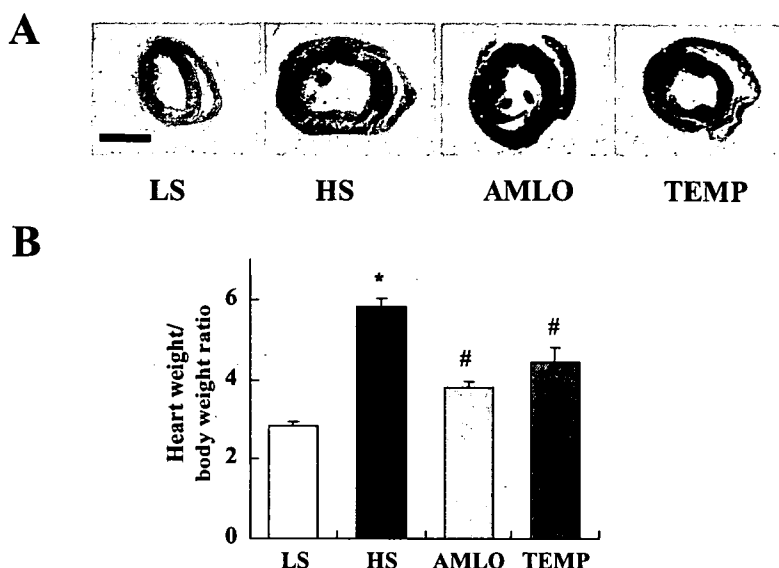 A
LS HS AMLO TEMP
B
Heart weight/
body weight ratio
6
4
2
0
*
#
#
LS HS AMLO TEMP